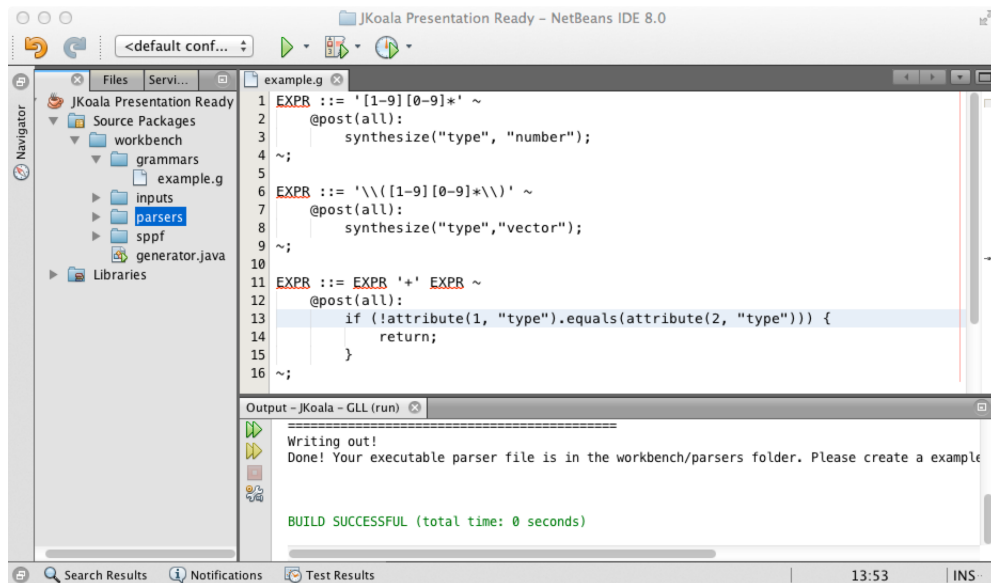 JKoala Presentation Ready – NetBeans IDE 8.0
<default conf...
Files Servi...
Navigator
JKoala Presentation Ready
Source Packages
workbench
grammars
example.g
inputs
parsers
sppf
generator.java
Libraries
example.g
1 EXPR ::= '[1-9][0-9]*' ~
2 @post(all):
3 synthesize("type", "number");
4 ~;
5
6 EXPR ::= '\\([1-9][0-9]*\\)' ~
7 @post(all):
8 synthesize("type","vector");
9 ~;
10
11 EXPR ::= EXPR '+' EXPR ~
12 @post(all):
13 if (!attribute(1, "type").equals(attribute(2, "type"))) {
14 return;
15 }
16 ~;
Output – JKoala – GLL (run)
============================================
Writing out!
Done! Your executable parser file is in the workbench/parsers folder. Please create a example
BUILD SUCCESSFUL (total time: 0 seconds)
Search Results Notifications Test Results 13:53 INS